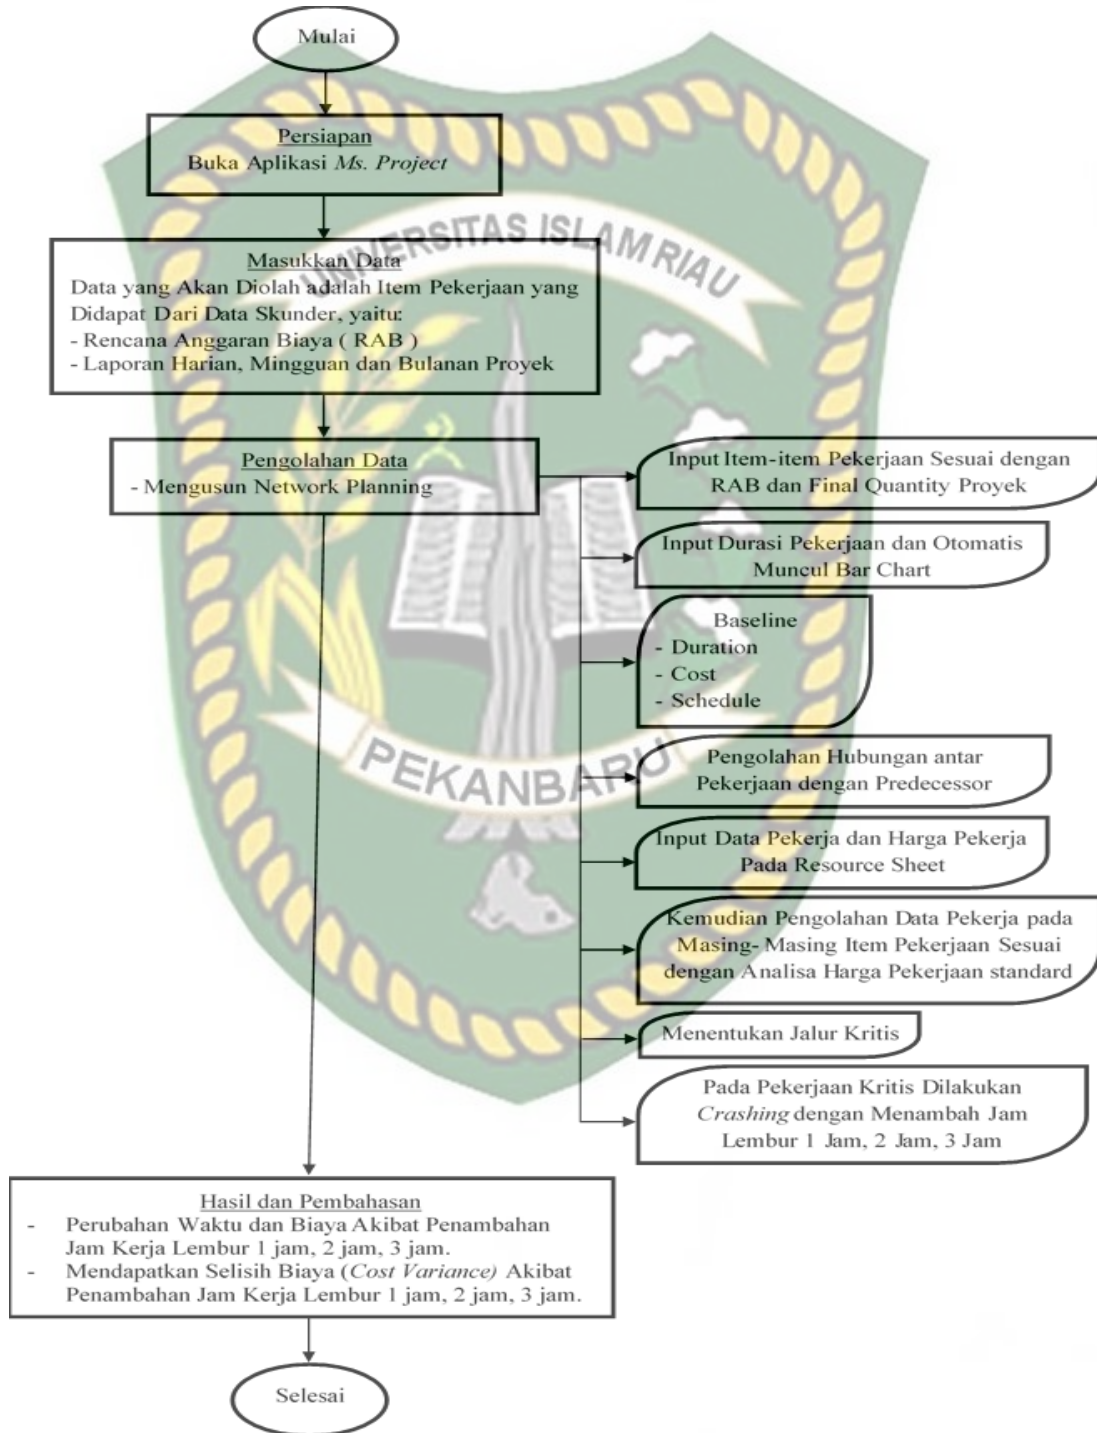 Mulai
Persiapan
Buka Aplikasi Ms. Project
UNIVERSITAS ISLAM RIAU
Masukkan Data
Data yang Akan Diolah adalah Item Pekerjaan yang
Didapat Dari Data Skunder, yaitu:
- Rencana Anggaran Biaya ( RAB )
- Laporan Harian, Mingguan dan Bulanan Proyek
Pengolahan Data
- Mengusun Network Planning
Input Item-item Pekerjaan Sesuai dengan
RAB dan Final Quantity Proyek
Input Durasi Pekerjaan dan Otomatis
Muncul Bar Chart
Baseline
- Duration
- Cost
- Schedule
PEKANBARU
Pengolahan Hubungan antar
Pekerjaan dengan Predecessor
Input Data Pekerja dan Harga Pekerja
Pada Resource Sheet
Kemudian Pengolahan Data Pekerja pada
Masing- Masing Item Pekerjaan Sesuai
dengan Analisa Harga Pekerjaan standard
Menentukan Jalur Kritis
Pada Pekerjaan Kritis Dilakukan
Crashing dengan Menambah Jam
Lembur 1 Jam, 2 Jam, 3 Jam
Hasil dan Pembahasan
- Perubahan Waktu dan Biaya Akibat Penambahan
Jam Kerja Lembur 1 jam, 2 jam, 3 jam.
- Mendapatkan Selisih Biaya (Cost Variance) Akibat
Penambahan Jam Kerja Lembur 1 jam, 2 jam, 3 jam.
Selesai